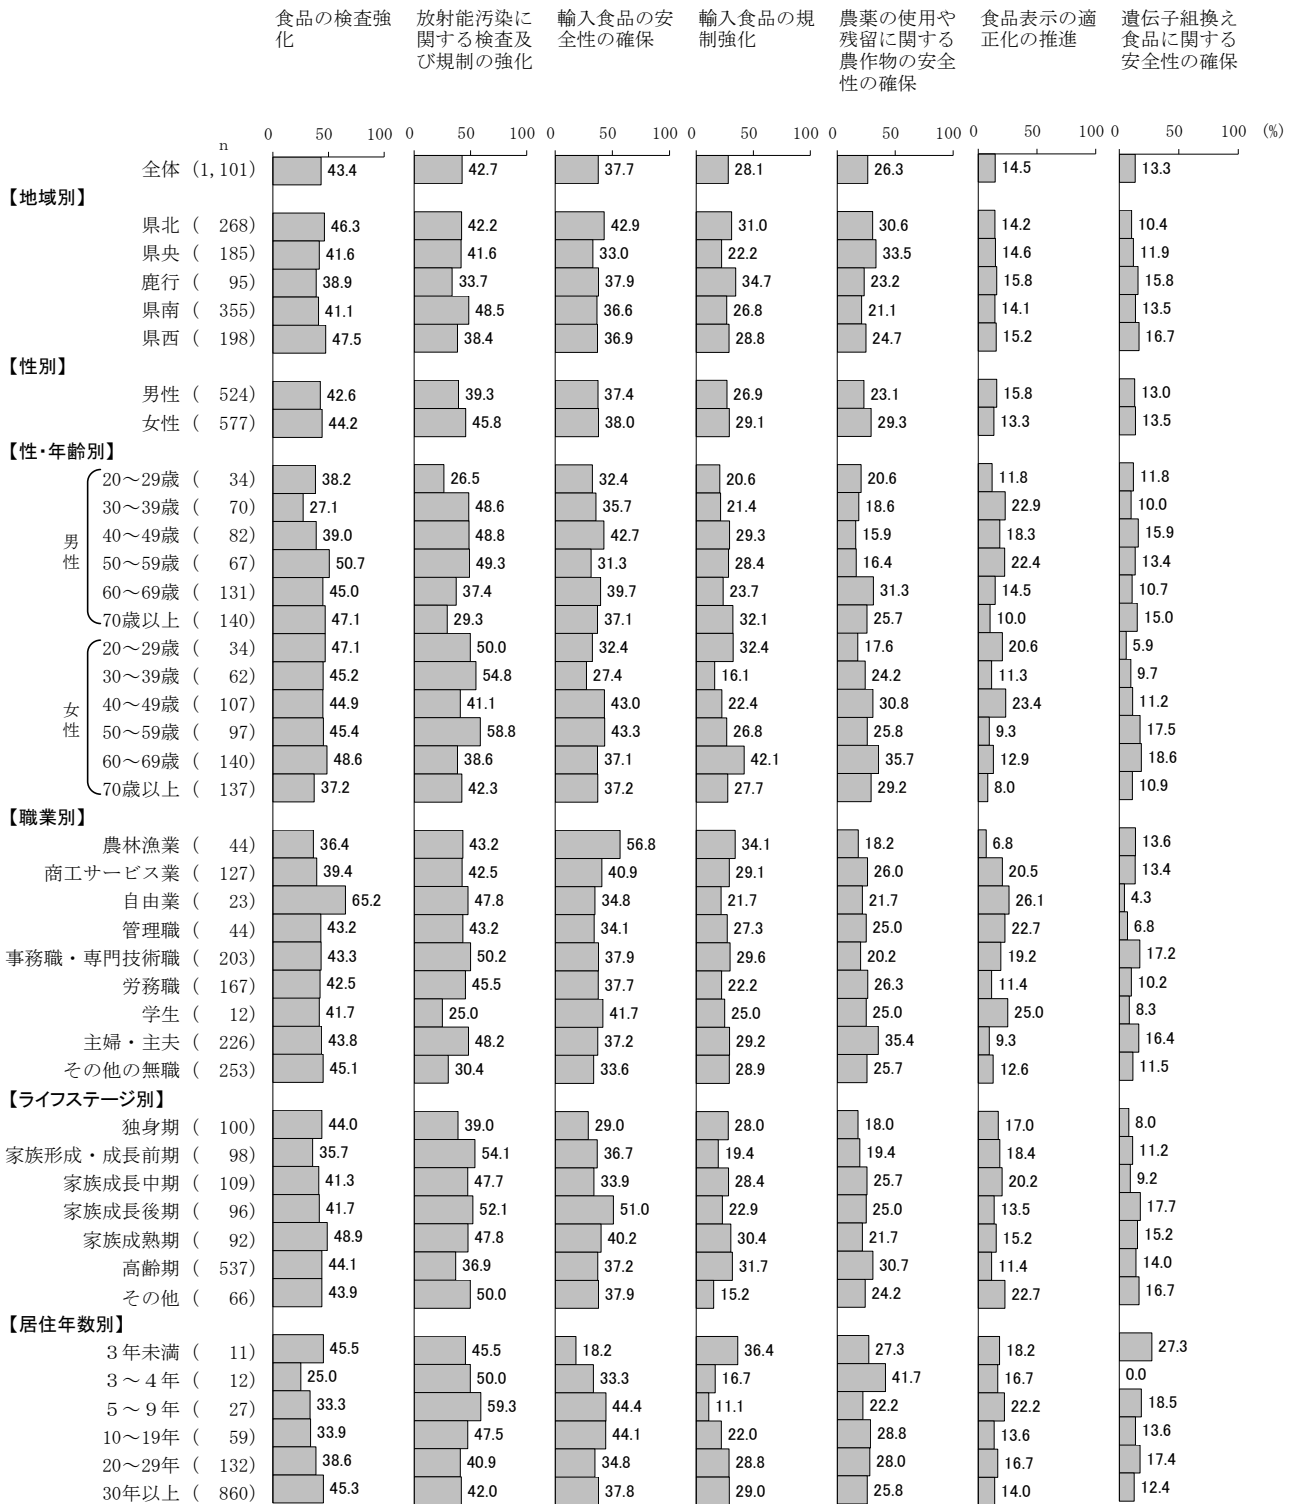 食品の検査強
化
放射能汚染に
関する検査及
び規制の強化
輸入食品の安
全性の確保
輸入食品の規
制強化
農薬の使用や
残留に関する
農作物の安全
性の確保
食品表示の適
正化の推進
遺伝子組換え
食品に関する
安全性の確保
n
0 50 100 0 50 100 0 50 100 0 50 100 0 50 100 0 50 100 0 50 100 (%)
全体 (1,101) 43.4 42.7 37.7 28.1 26.3 14.5 13.3
【地域別】
県北 ( 268) 46.3 42.2 42.9 31.0 30.6 14.2 10.4
県央 ( 185) 41.6 41.6 33.0 22.2 33.5 14.6 11.9
鹿行 ( 95) 38.9 33.7 37.9 34.7 23.2 15.8 15.8
県南 ( 355) 41.1 48.5 36.6 26.8 21.1 14.1 13.5
県西 ( 198) 47.5 38.4 36.9 28.8 24.7 15.2 16.7
【性別】
男性 ( 524) 42.6 39.3 37.4 26.9 23.1 15.8 13.0
女性 ( 577) 44.2 45.8 38.0 29.1 29.3 13.3 13.5
【性・年齢別】
男性
20～29歳 ( 34) 38.2 26.5 32.4 20.6 20.6 11.8 11.8
30～39歳 ( 70) 27.1 48.6 35.7 21.4 18.6 22.9 10.0
40～49歳 ( 82) 39.0 48.8 42.7 29.3 15.9 18.3 15.9
50～59歳 ( 67) 50.7 49.3 31.3 28.4 16.4 22.4 13.4
60～69歳 ( 131) 45.0 37.4 39.7 23.7 31.3 14.5 10.7
70歳以上 ( 140) 47.1 29.3 37.1 32.1 25.7 10.0 15.0
女性
20～29歳 ( 34) 47.1 50.0 32.4 32.4 17.6 20.6 5.9
30～39歳 ( 62) 45.2 54.8 27.4 16.1 24.2 11.3 9.7
40～49歳 ( 107) 44.9 41.1 43.0 22.4 30.8 23.4 11.2
50～59歳 ( 97) 45.4 58.8 43.3 26.8 25.8 9.3 17.5
60～69歳 ( 140) 48.6 38.6 37.1 42.1 35.7 12.9 18.6
70歳以上 ( 137) 37.2 42.3 37.2 27.7 29.2 8.0 10.9
【職業別】
農林漁業 ( 44) 36.4 43.2 56.8 34.1 18.2 6.8 13.6
商工サービス業 ( 127) 39.4 42.5 40.9 29.1 26.0 20.5 13.4
自由業 ( 23) 65.2 47.8 34.8 21.7 21.7 26.1 4.3
管理職 ( 44) 43.2 43.2 34.1 27.3 25.0 22.7 6.8
事務職・専門技術職 ( 203) 43.3 50.2 37.9 29.6 20.2 19.2 17.2
労務職 ( 167) 42.5 45.5 37.7 22.2 26.3 11.4 10.2
学生 ( 12) 41.7 25.0 41.7 25.0 25.0 25.0 8.3
主婦・主夫 ( 226) 43.8 48.2 37.2 29.2 35.4 9.3 16.4
その他の無職 ( 253) 45.1 30.4 33.6 28.9 25.7 12.6 11.5
【ライフステージ別】
独身期 ( 100) 44.0 39.0 29.0 28.0 18.0 17.0 8.0
家族形成・成長前期 ( 98) 35.7 54.1 36.7 19.4 19.4 18.4 11.2
家族成長中期 ( 109) 41.3 47.7 33.9 28.4 25.7 20.2 9.2
家族成長後期 ( 96) 41.7 52.1 51.0 22.9 25.0 13.5 17.7
家族成熟期 ( 92) 48.9 47.8 40.2 30.4 21.7 15.2 15.2
高齢期 ( 537) 44.1 36.9 37.2 31.7 30.7 11.4 14.0
その他 ( 66) 43.9 50.0 37.9 15.2 24.2 22.7 16.7
【居住年数別】
３年未満 ( 11) 45.5 45.5 18.2 36.4 27.3 18.2 27.3
３～４年 ( 12) 25.0 50.0 33.3 16.7 41.7 16.7 0.0
５～９年 ( 27) 33.3 59.3 44.4 11.1 22.2 22.2 18.5
10～19年 ( 59) 33.9 47.5 44.1 22.0 28.8 13.6 13.6
20～29年 ( 132) 38.6 40.9 34.8 28.8 28.0 16.7 17.4
30年以上 ( 860) 45.3 42.0 37.8 29.0 25.8 14.0 12.4